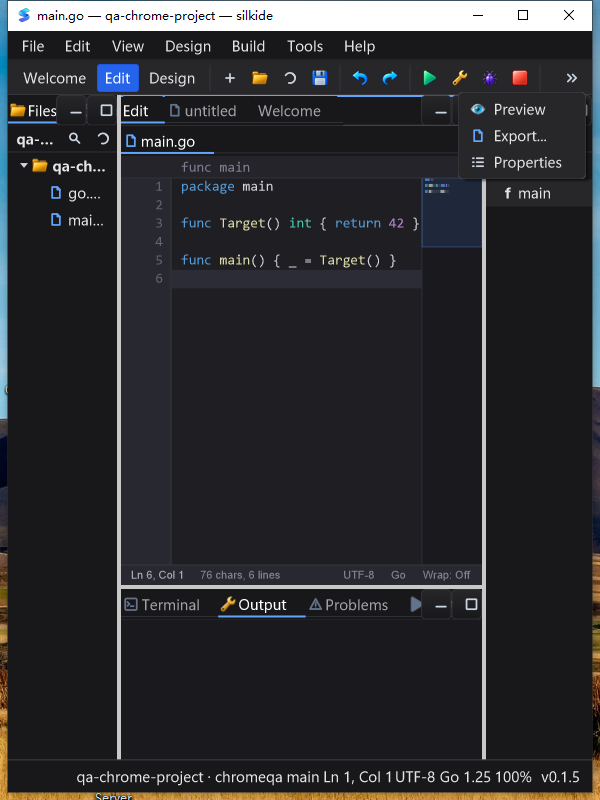 main.go — qa-chrome-project — silkide
File Edit View Design Build Tools Help
Welcome Edit Design
Files
Edit untitled Welcome
Preview
Export...
Properties
qa-...
main.go
qa-ch...
go....
mai...
func main
1 package main
2
3 func Target() int { return 42 }
4
5 func main() { _ = Target() }
6
f main
Ln 6, Col 1 76 chars, 6 lines UTF-8 Go Wrap: Off
Terminal Output Problems
qa-chrome-project · chromeqa main Ln 1, Col 1 UTF-8 Go 1.25 100% v0.1.5
Server